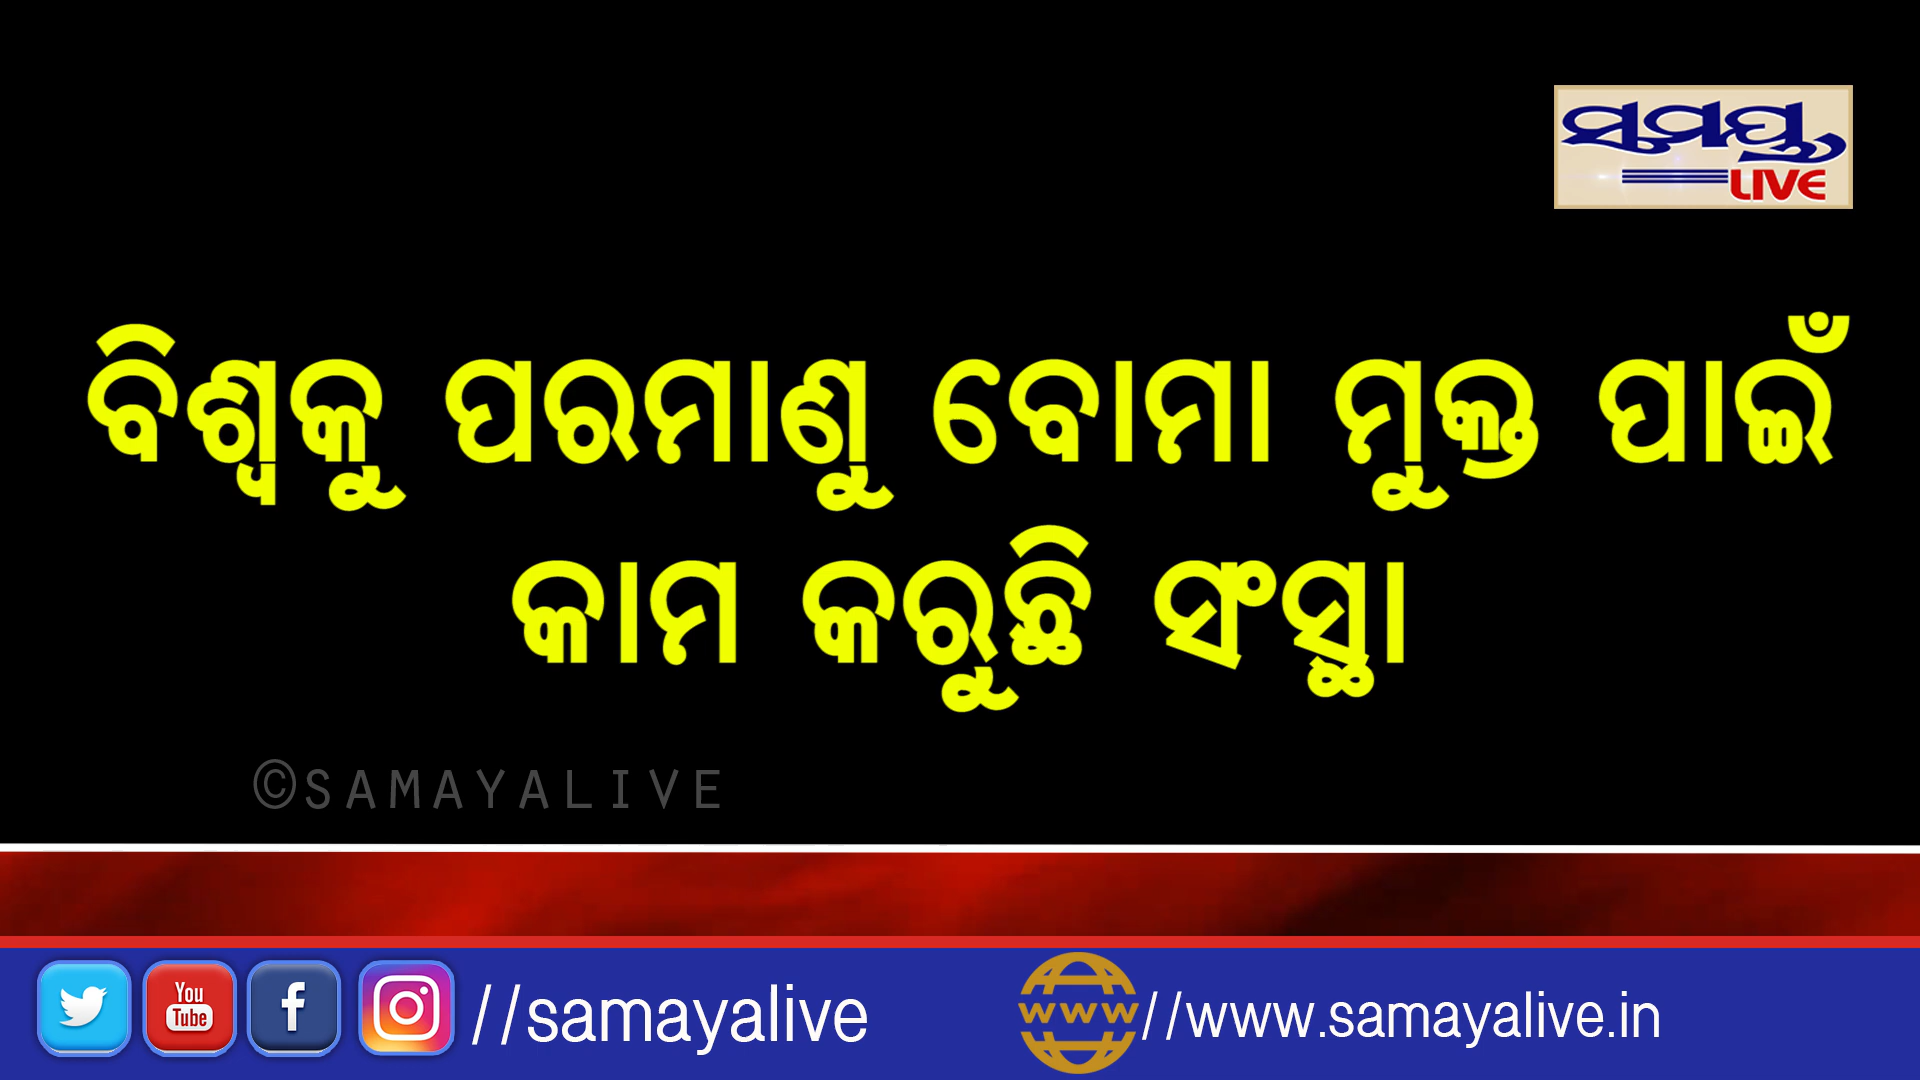 ସମୟ
LIVE
ବିଶ୍ୱକୁ ପରମାଣୁ ବୋମା ମୁକ୍ତ ପାଇଁ
କାମ କରୁଛି ସଂସ୍ଥା
©SAMAYALIVE
You Tube f //samayalive www //www.samayalive.in